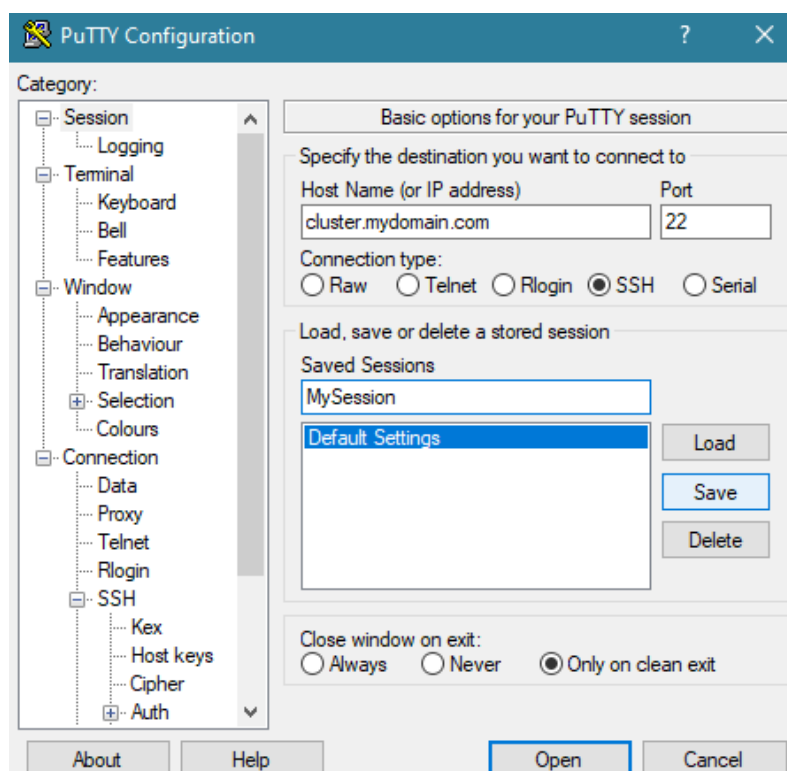 PuTTY Configuration ? ×
Category:
Session
Logging
Terminal
Keyboard
Bell
Features
Window
Appearance
Behaviour
Translation
Selection
Colours
Connection
Data
Proxy
Telnet
Rlogin
SSH
Kex
Host keys
Cipher
Auth
Basic options for your PuTTY session
Specify the destination you want to connect to
Host Name (or IP address) Port
cluster.mydomain.com 22
Connection type:
Raw Telnet Rlogin SSH Serial
Load, save or delete a stored session
Saved Sessions
MySession
Default Settings
Load
Save
Delete
Close window on exit:
Always Never Only on clean exit
About Help Open Cancel